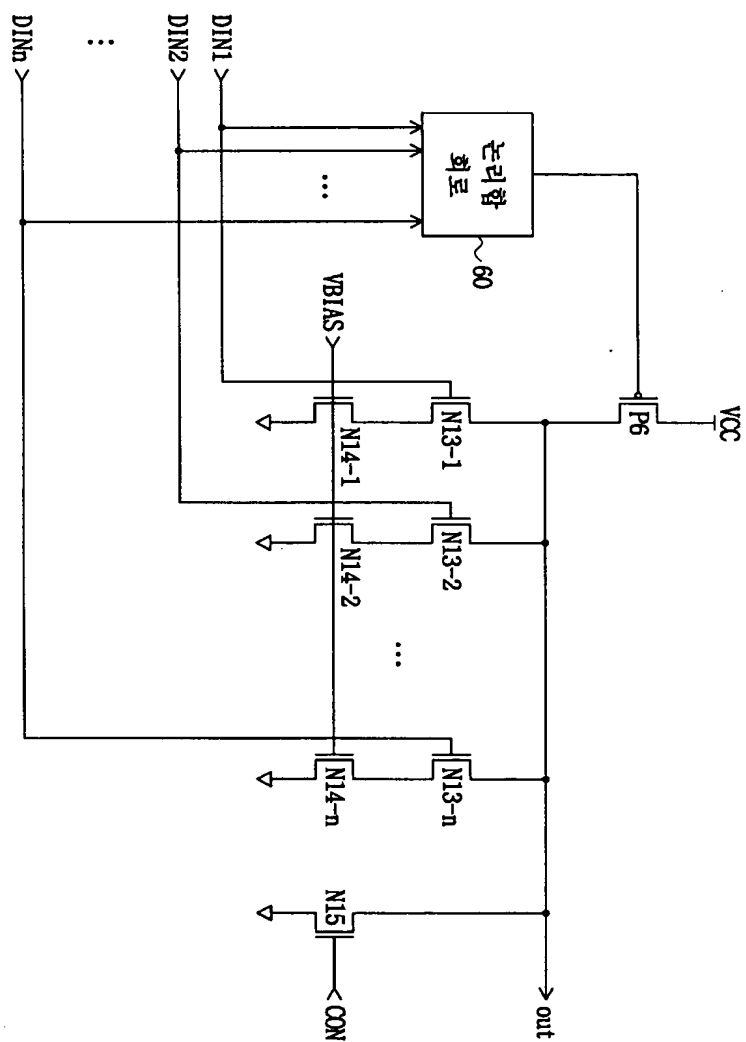 VCC
P6
논리합
회로
60
out
DIN1
DIN2
...
DINn
...
N13-1
N13-2
N13-n
...
VBIAS
N14-1
N14-2
N14-n
N15
CON